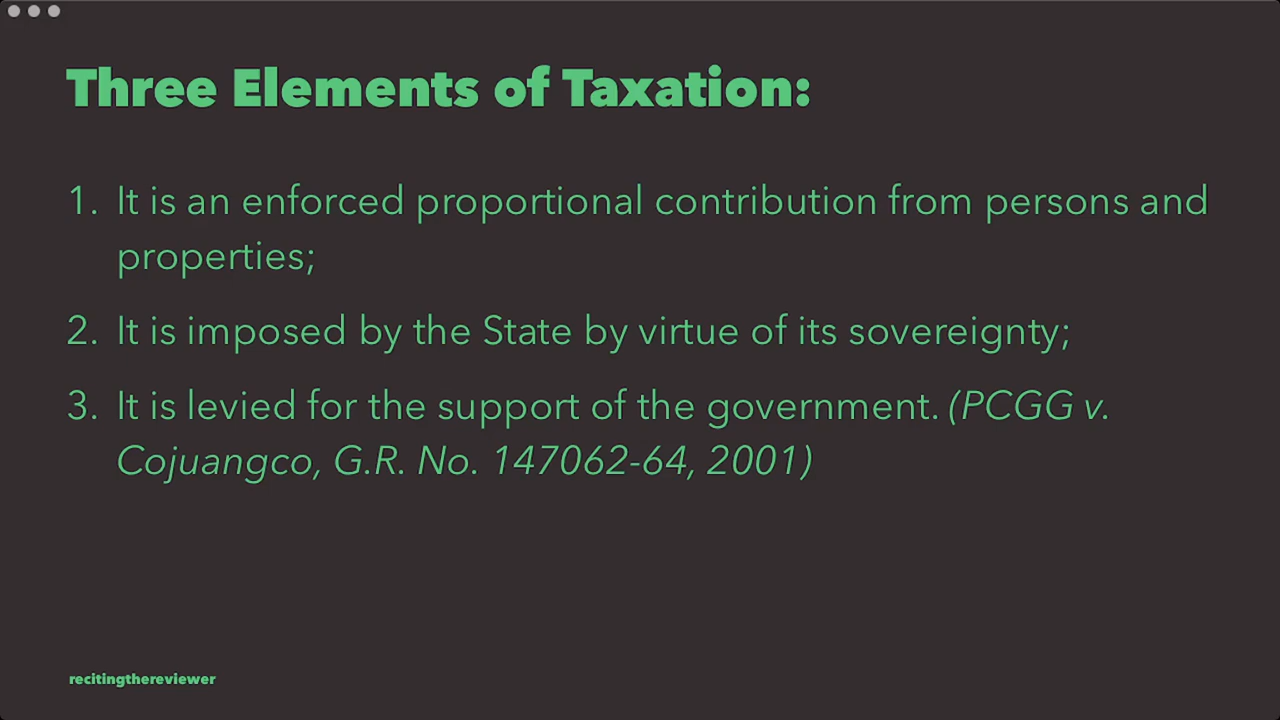 Three Elements of Taxation:
1. It is an enforced proportional contribution from persons and
properties;
2. It is imposed by the State by virtue of its sovereignty;
3. It is levied for the support of the government. (PCGG v.
Cojuangco, G.R. No. 147062-64, 2001)
recitingthereviewer